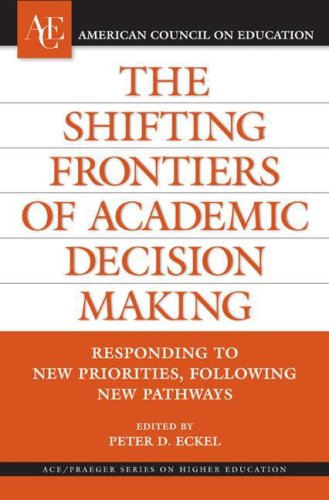 ACE AMERICAN COUNCIL ON EDUCATION
THE
SHIFTING
FRONTIERS
OF ACADEMIC
DECISION
MAKING
RESPONDING TO
NEW PRIORITIES, FOLLOWING
NEW PATHWAYS
EDITED BY
PETER D. ECKEL
ACE/PRAEGER SERIES ON HIGHER EDUCATION